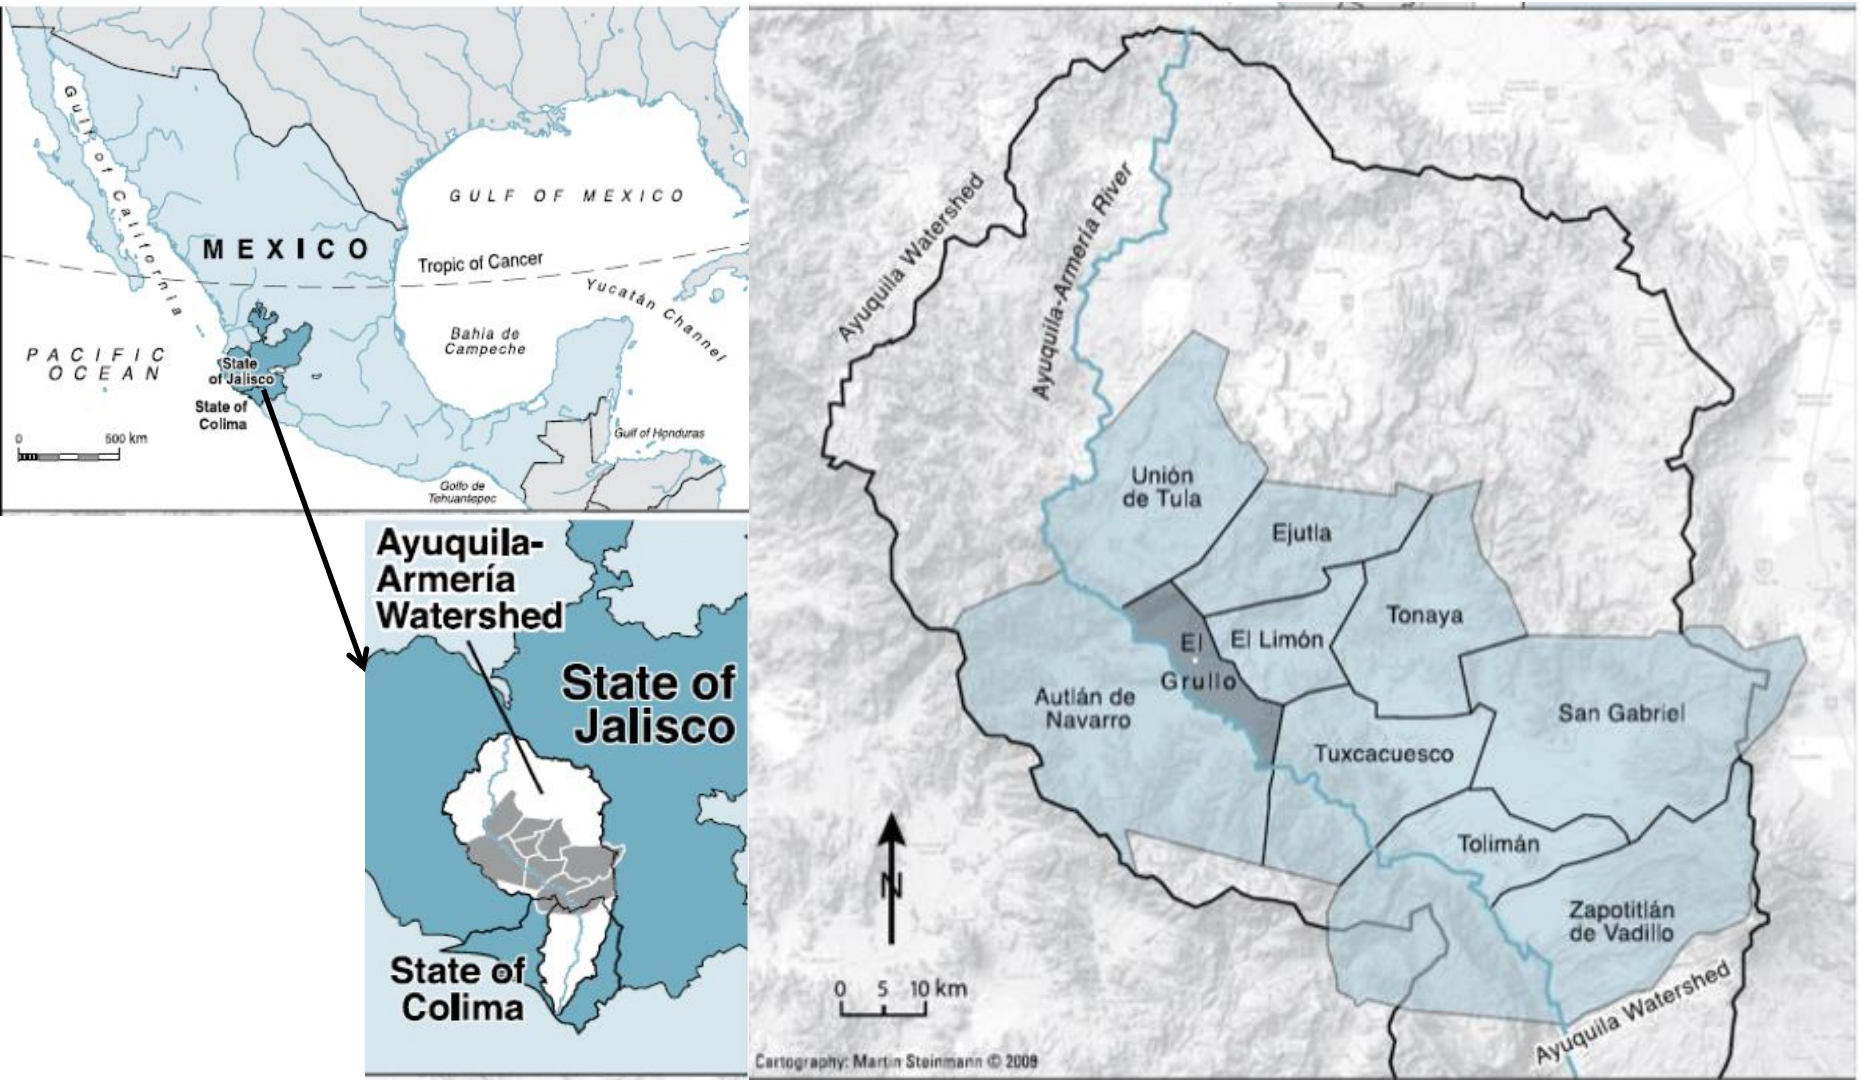 Gulf of California
GULF OF MEXICO
MEXICO
Tropic of Cancer
Yucatán Channel
Bahia de
Campeche
PACIFIC
OCEAN
State
of Jalisco
State of
Colima
0 500 km
Gulf of Honduras
Golfo de
Tehuantepec
Ayuquila-
Armería
Watershed
State of
Jalisco
State of
Colima
Ayuquila Watershed
Ayuquila-Armería River
Unión
de Tula
Ejutla
Tonaya
El Limón
El
Grullo
Autlán de
Navarro
San Gabriel
Tuxcacuesco
Tolimán
Zapotitlán
de Vadillo
N
0 5 10 km
Ayuquila Watershed
Cartography: Martin Steinmann © 2009